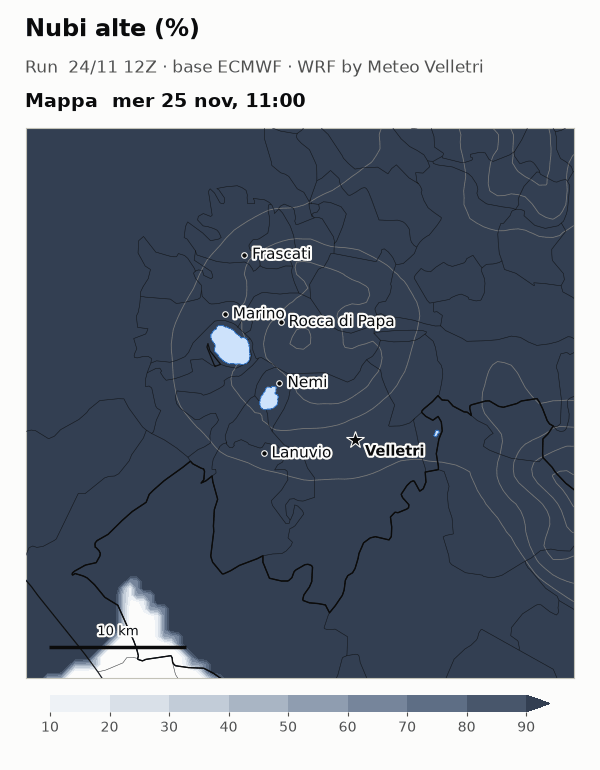 Nubi alte (%)
Run  24/11 12Z · base ECMWF · WRF by Meteo Velletri
Mappa  mer 25 nov, 11:00
Frascati
Marino
Rocca di Papa
Nemi
Velletri
Lanuvio
10 km
10 20 30 40 50 60 70 80 90